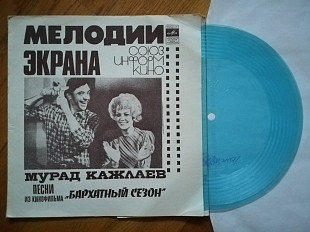 МЕЛОДИИ
ЭКРАНА
СОЮЗ
ИНФОРМ
КИНО
МУРАД КАЖЛАЕВ
ПЕСНИ
ИЗ КИНОФИЛЬМА „БАРХАТНЫЙ СЕЗОН"